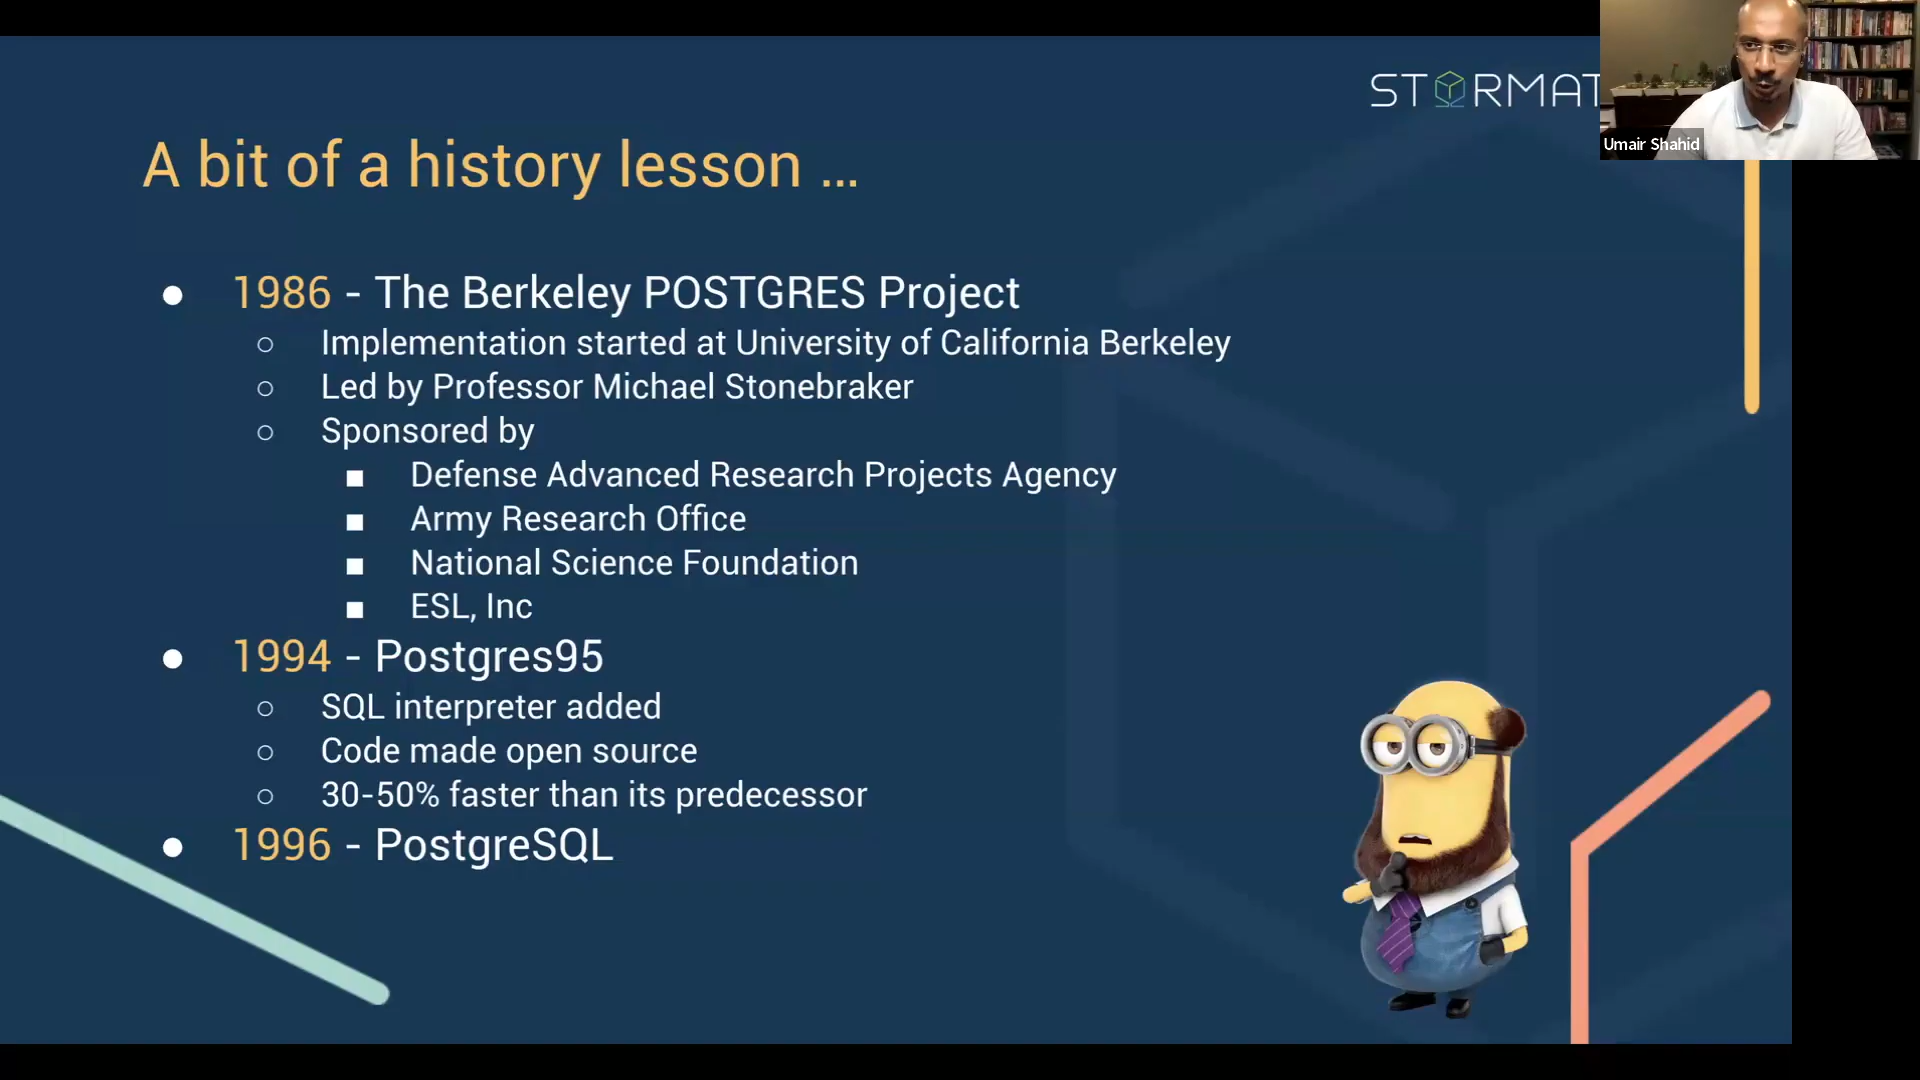 STORMAT
Umair Shahid
A bit of a history lesson ...
● 1986 - The Berkeley POSTGRES Project
○ Implementation started at University of California Berkeley
○ Led by Professor Michael Stonebraker
○ Sponsored by
■ Defense Advanced Research Projects Agency
■ Army Research Office
■ National Science Foundation
■ ESL, Inc
● 1994 - Postgres95
○ SQL interpreter added
○ Code made open source
○ 30-50% faster than its predecessor
● 1996 - PostgreSQL